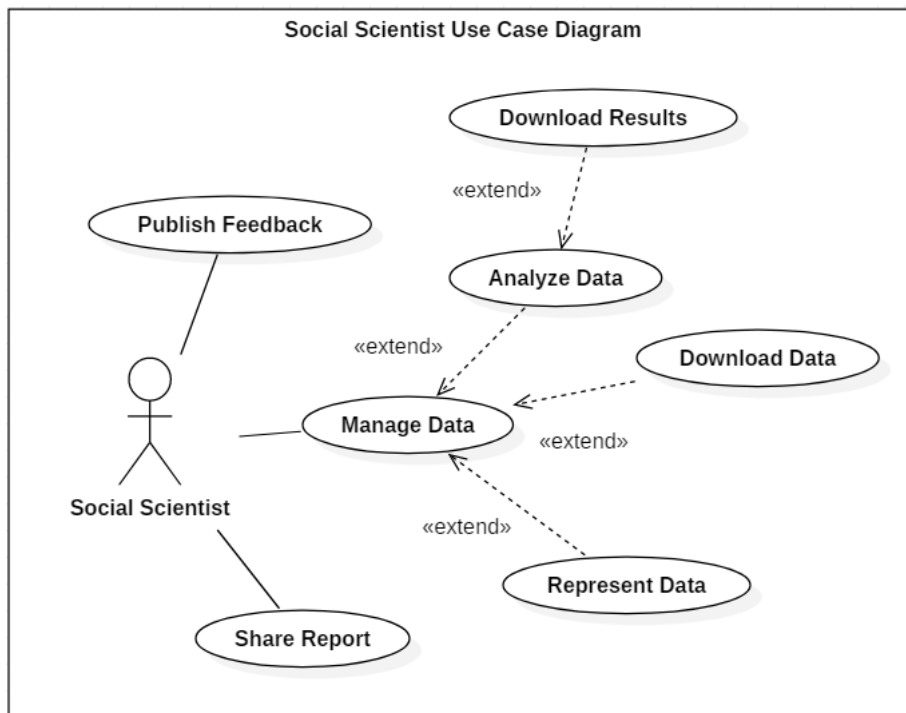 Social Scientist Use Case Diagram
Download Results
«extend»
Publish Feedback
Analyze Data
«extend»
Download Data
Manage Data
«extend»
Social Scientist
«extend»
Represent Data
Share Report